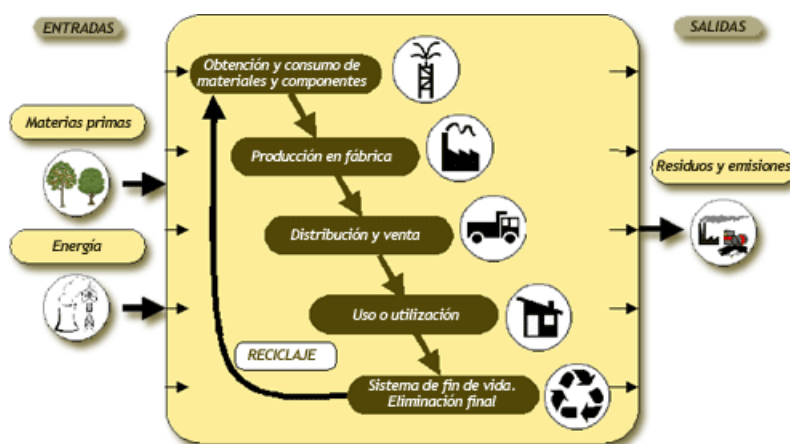 ENTRADAS
SALIDAS
Obtención y consumo de
materiales y componentes
Materias primas
Producción en fábrica
Residuos y emisiones
Distribución y venta
Energía
Uso o utilización
RECICLAJE
Sistema de fin de vida.
Eliminación final